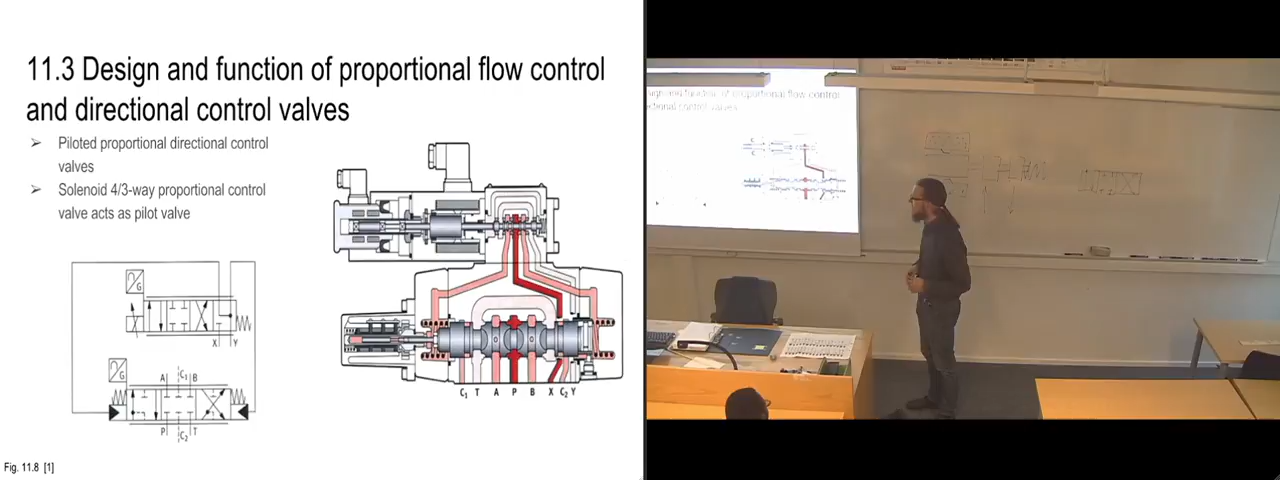 11.3 Design and function of proportional flow control
and directional control valves
➢ Piloted proportional directional control
valves
➢ Solenoid 4/3-way proportional control
valve acts as pilot valve
G
X Y
G
A C₁ B
P C₂ T
C₁ T A P B X C₂ Y
Fig. 11.8 [1]